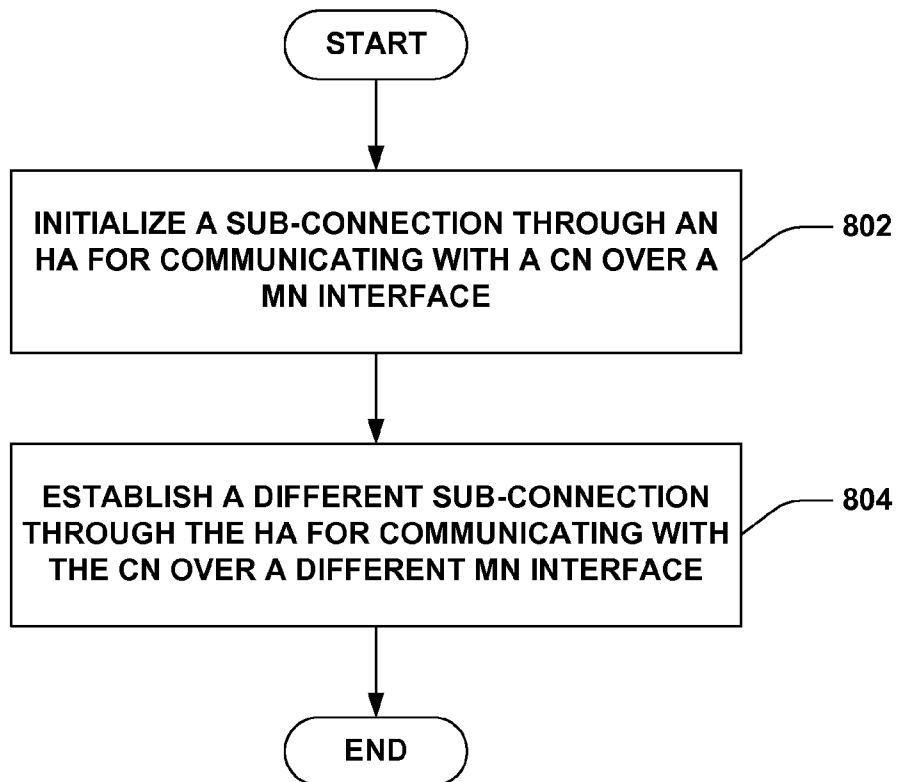 START
INITIALIZE A SUB-CONNECTION THROUGH AN
HA FOR COMMUNICATING WITH A CN OVER A
MN INTERFACE
802
ESTABLISH A DIFFERENT SUB-CONNECTION
THROUGH THE HA FOR COMMUNICATING WITH
THE CN OVER A DIFFERENT MN INTERFACE
804
END